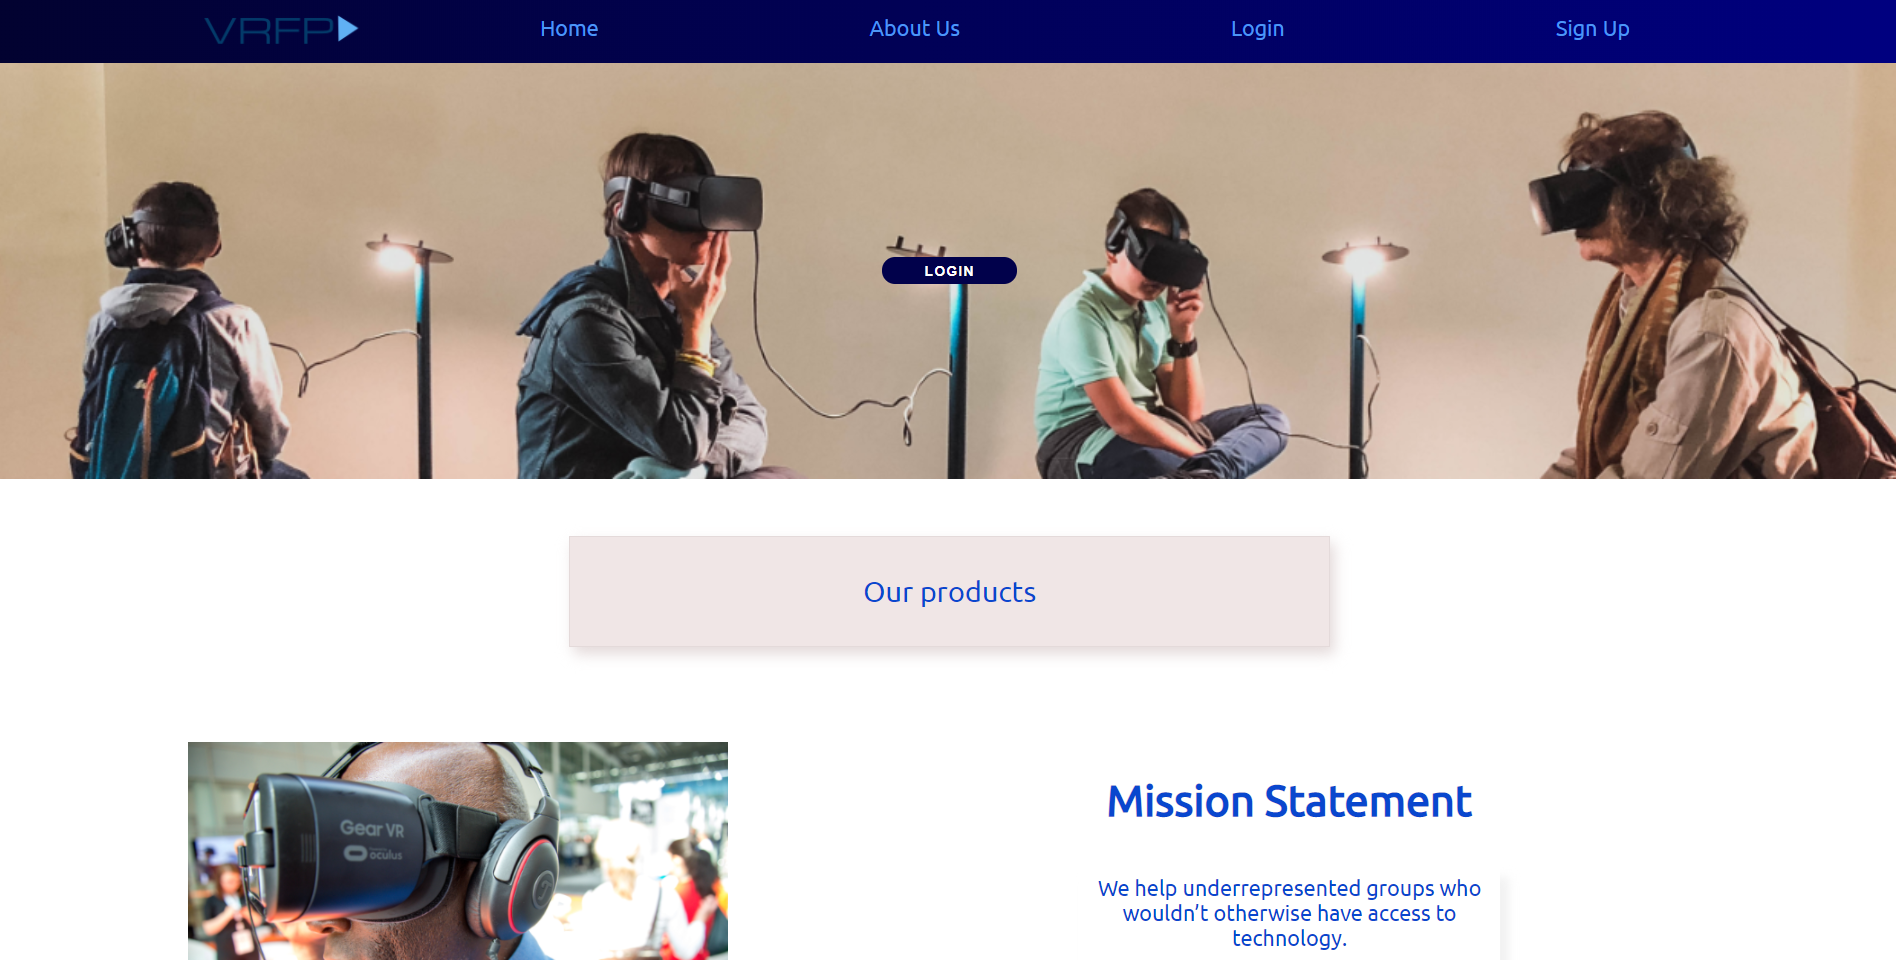 VRFP
Home
About Us
Login
Sign Up
LOGIN
Our products
Gear VR
oculus
Mission Statement
We help underrepresented groups who
wouldn’t otherwise have access to
technology.